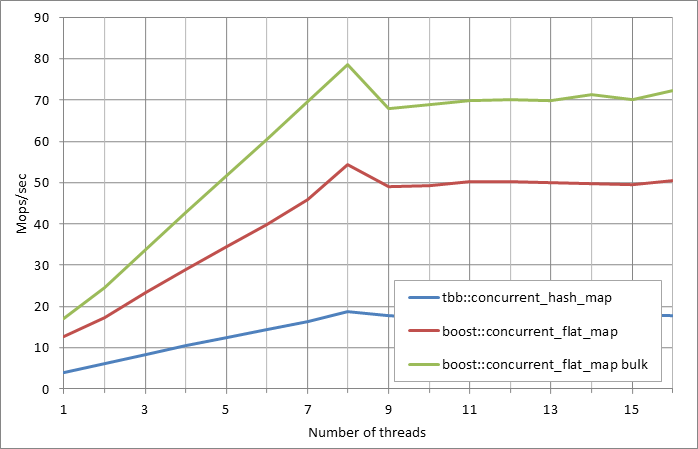 90
80
70
60
50
40
30
20
10
0
Mops/sec
tbb::concurrent_hash_map
boost::concurrent_flat_map
boost::concurrent_flat_map bulk
1 3 5 7 9 11 13 15
Number of threads